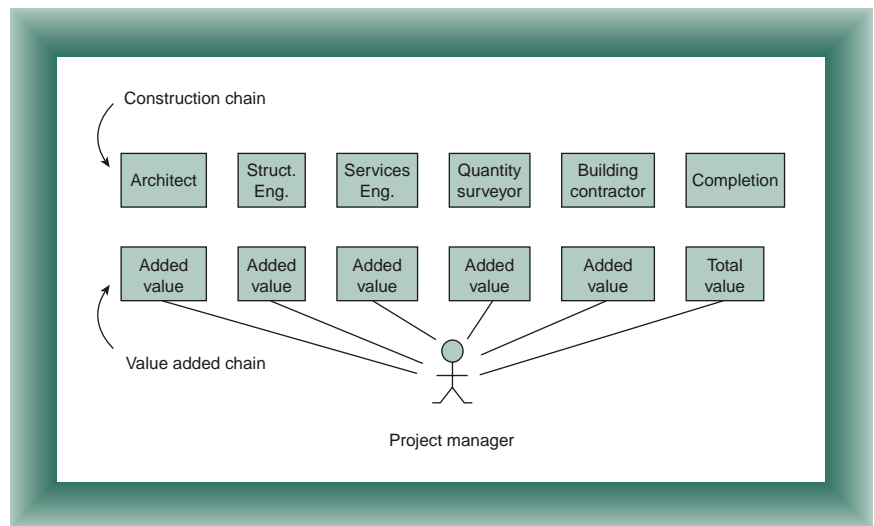 Construction chain
Architect
Struct.
Eng.
Services
Eng.
Quantity
surveyor
Building
contractor
Completion
Added
value
Added
value
Added
value
Added
value
Added
value
Total
value
Value added chain
Project manager